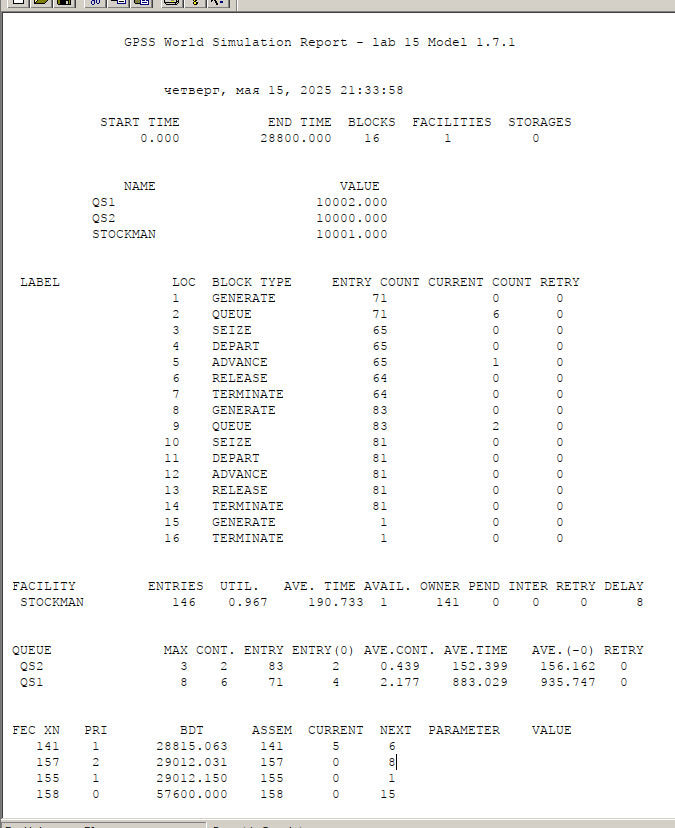 GPSS World Simulation Report - lab 15 Model 1.7.1
четверг, мая 15, 2025 21:33:58
START TIME END TIME BLOCKS FACILITIES STORAGES
0.000 28800.000 16 1 0
NAME VALUE
QS1 10002.000
QS2 10000.000
STOCKMAN 10001.000
LABEL LOC BLOCK TYPE ENTRY COUNT CURRENT COUNT RETRY
1 GENERATE 71 0 0
2 QUEUE 71 6 0
3 SEIZE 65 0 0
4 DEPART 65 0 0
5 ADVANCE 65 1 0
6 RELEASE 64 0 0
7 TERMINATE 64 0 0
8 GENERATE 83 0 0
9 QUEUE 83 2 0
10 SEIZE 81 0 0
11 DEPART 81 0 0
12 ADVANCE 81 0 0
13 RELEASE 81 0 0
14 TERMINATE 81 0 0
15 GENERATE 1 0 0
16 TERMINATE 1 0 0
FACILITY ENTRIES UTIL. AVE. TIME AVAIL. OWNER PEND INTER RETRY DELAY
STOCKMAN 146 0.967 190.733 1 141 0 0 0 8
QUEUE MAX CONT. ENTRY ENTRY(0) AVE.CONT. AVE.TIME AVE.(-0) RETRY
QS2 3 2 83 2 0.439 152.399 156.162 0
QS1 8 6 71 4 2.177 883.029 935.747 0
FEC XN PRI BDT ASSEM CURRENT NEXT PARAMETER VALUE
141 1 28815.063 141 5 6
157 2 29012.031 157 0 8
155 1 29012.150 155 0 1
158 0 57600.000 158 0 15